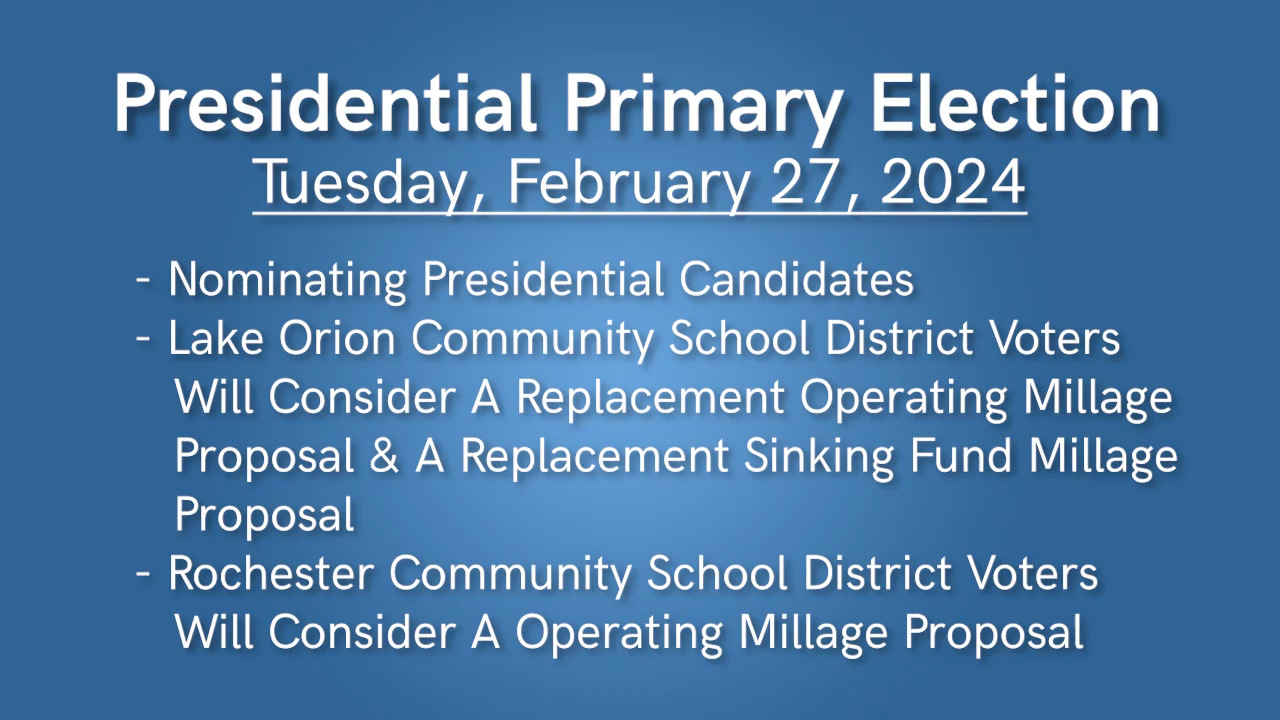 Presidential Primary Election
Tuesday, February 27, 2024
- Nominating Presidential Candidates
- Lake Orion Community School District Voters
Will Consider A Replacement Operating Millage
Proposal & A Replacement Sinking Fund Millage
Proposal
- Rochester Community School District Voters
Will Consider A Operating Millage Proposal